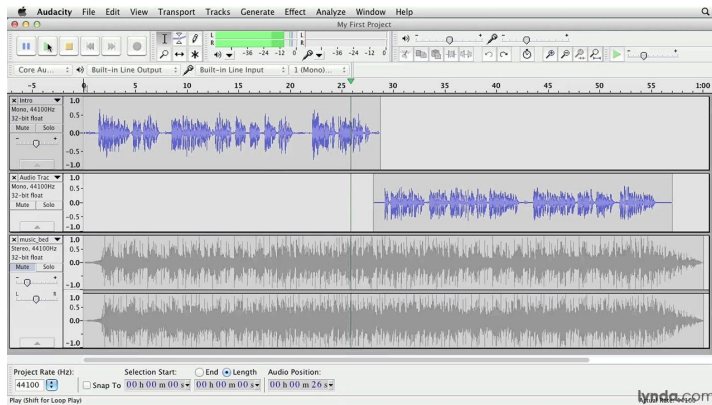 Audacity File Edit View Transport Tracks Generate Effect Analyze Window Help
My First Project
L
R
-36 -24 -12 0
L
R
-36 -24 -12 0
Core Au... Built-in Line Output Built-in Line Input 1 (Mono)...
-5 0 5 10 15 20 25 30 35 40 45 50 55 1:00
Intro
Mono, 44100Hz
32-bit float
Mute Solo
- +
1.0
0.5
0.0
-0.5
-1.0
Audio Trac
Mono, 44100Hz
32-bit float
Mute Solo
1.0
0.5
0.0
-0.5
-1.0
music_bed
Stereo, 44100Hz
32-bit float
Mute Solo
- +
L R
1.0
0.5
0.0
-0.5
-1.0
1.0
0.5
0.0
-0.5
-1.0
Project Rate (Hz): Selection Start: End Length Audio Position:
44100 Snap To 00 h 00 m 00 s 00 h 00 m 00 s 00 h 00 m 26 s
Play (Shift for Loop Play)
Actual Rate: 44100
lynda.com